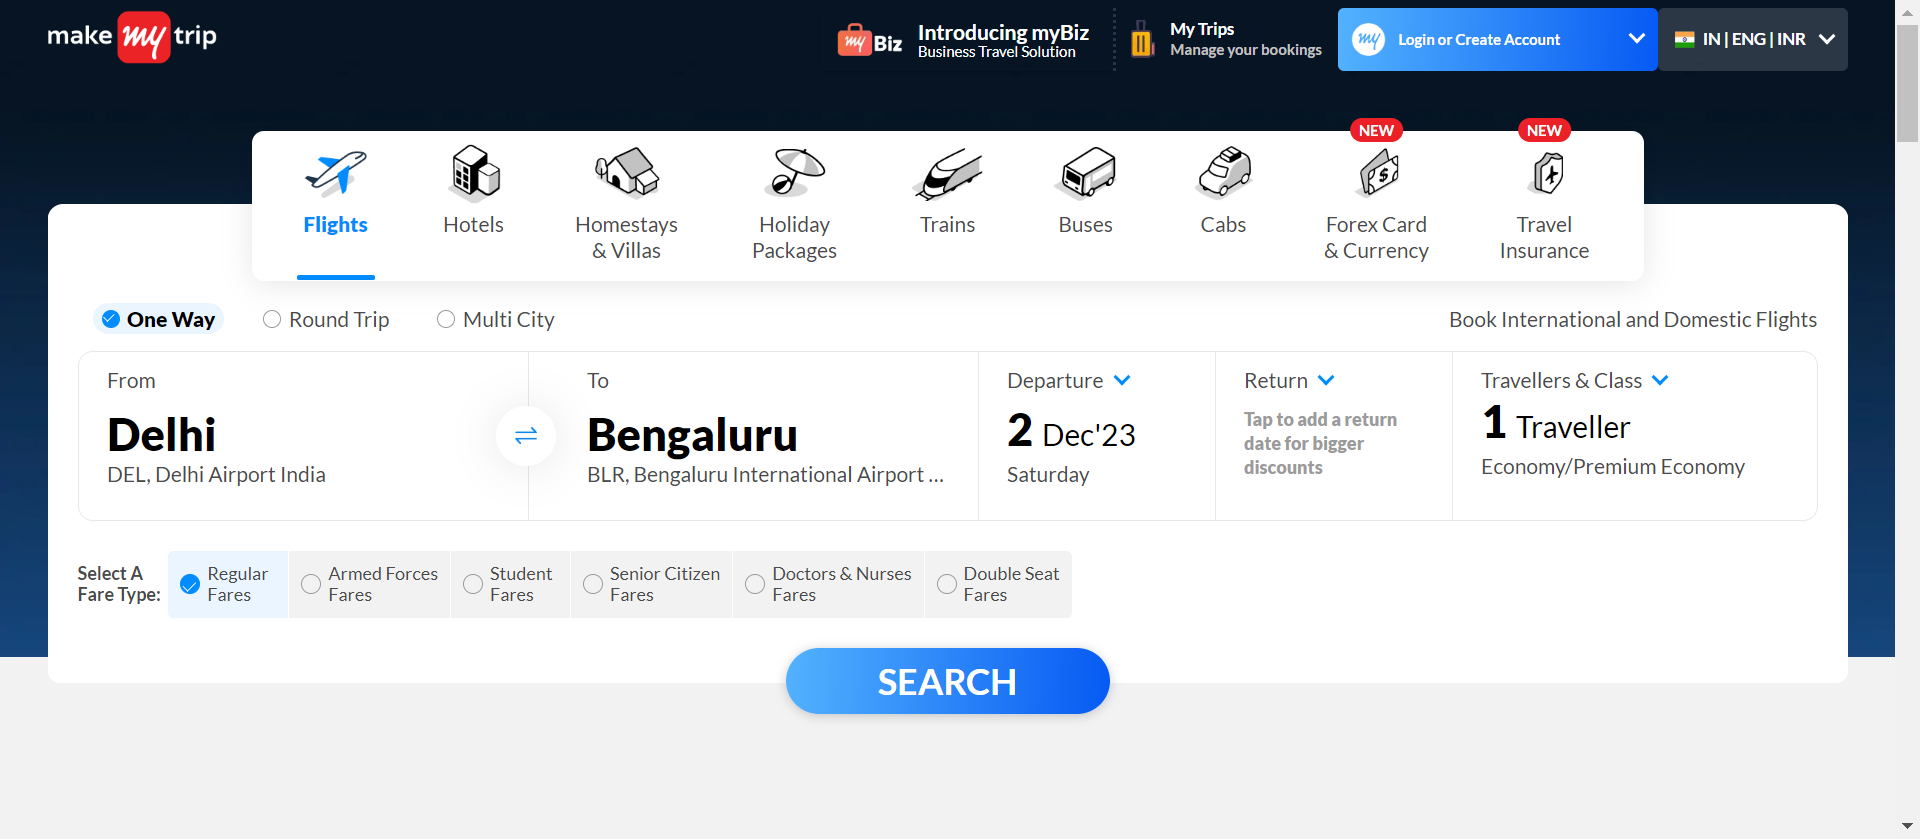 make my trip
my Biz
Introducing myBiz
Business Travel Solution
My Trips
Manage your bookings
my
Login or Create Account
IN | ENG | INR
Flights
Hotels
Homestays
& Villas
Holiday
Packages
Trains
Buses
Cabs
NEW
Forex Card
& Currency
NEW
Travel
Insurance
One Way
Round Trip
Multi City
Book International and Domestic Flights
From
Delhi
DEL, Delhi Airport India
To
Bengaluru
BLR, Bengaluru International Airport ...
Departure
2 Dec'23
Saturday
Return
Tap to add a return
date for bigger
discounts
Travellers & Class
1 Traveller
Economy/Premium Economy
Select A
Fare Type:
Regular
Fares
Armed Forces
Fares
Student
Fares
Senior Citizen
Fares
Doctors & Nurses
Fares
Double Seat
Fares
SEARCH